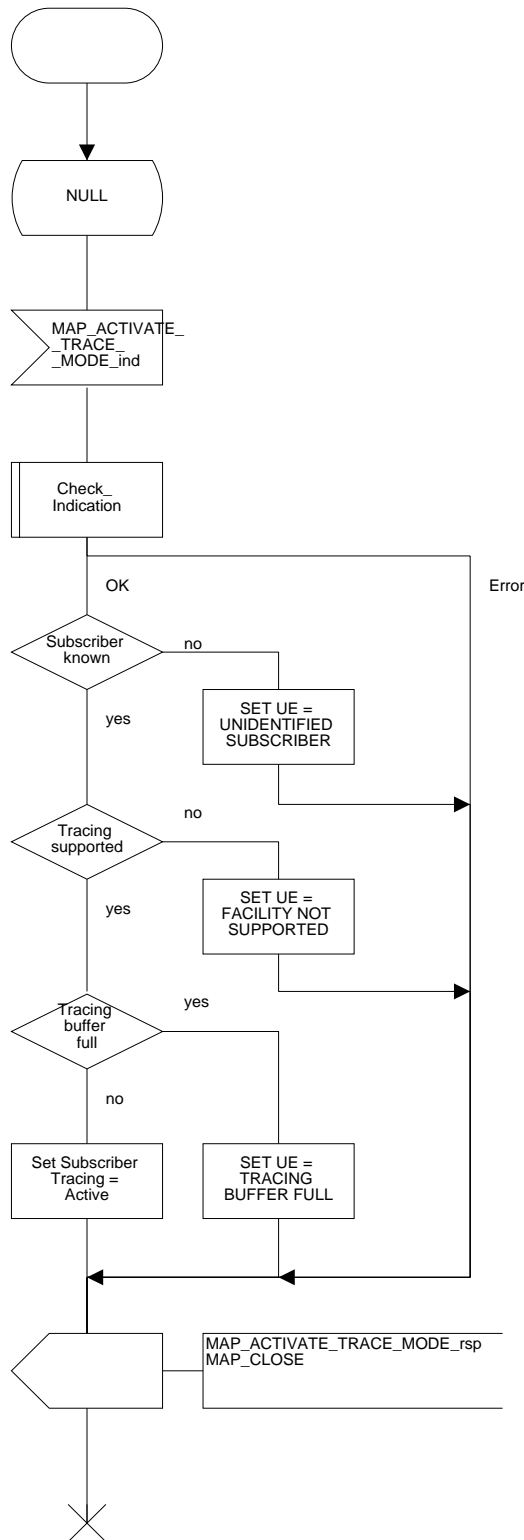 NULL
MAP_ACTIVATE_
_TRACE_
_MODE_ind
Check_
Indication
OK
Error
Subscriber
known
no
SET UE =
UNIDENTIFIED
SUBSCRIBER
yes
Tracing
supported
no
SET UE =
FACILITY NOT
SUPPORTED
yes
Tracing
buffer
full
yes
no
Set Subscriber
Tracing =
Active
SET UE =
TRACING
BUFFER FULL
MAP_ACTIVATE_TRACE_MODE_rsp
MAP_CLOSE